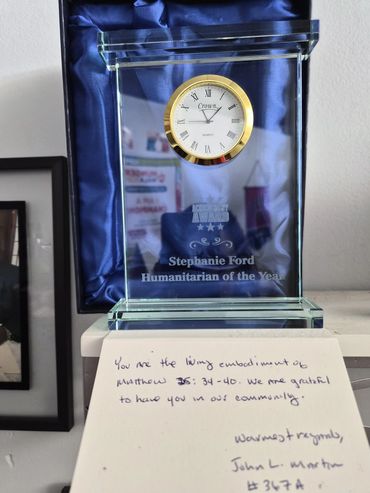 Crown
QUARTZ
ACHIEVEMENT
AWARD
Stephanie Ford
Humanitarian of the Year
You are the living embodiment of
Matthew 25: 34-40. We are grateful
to have you in our community.
Warmest regards,
John L. Martin
#367A